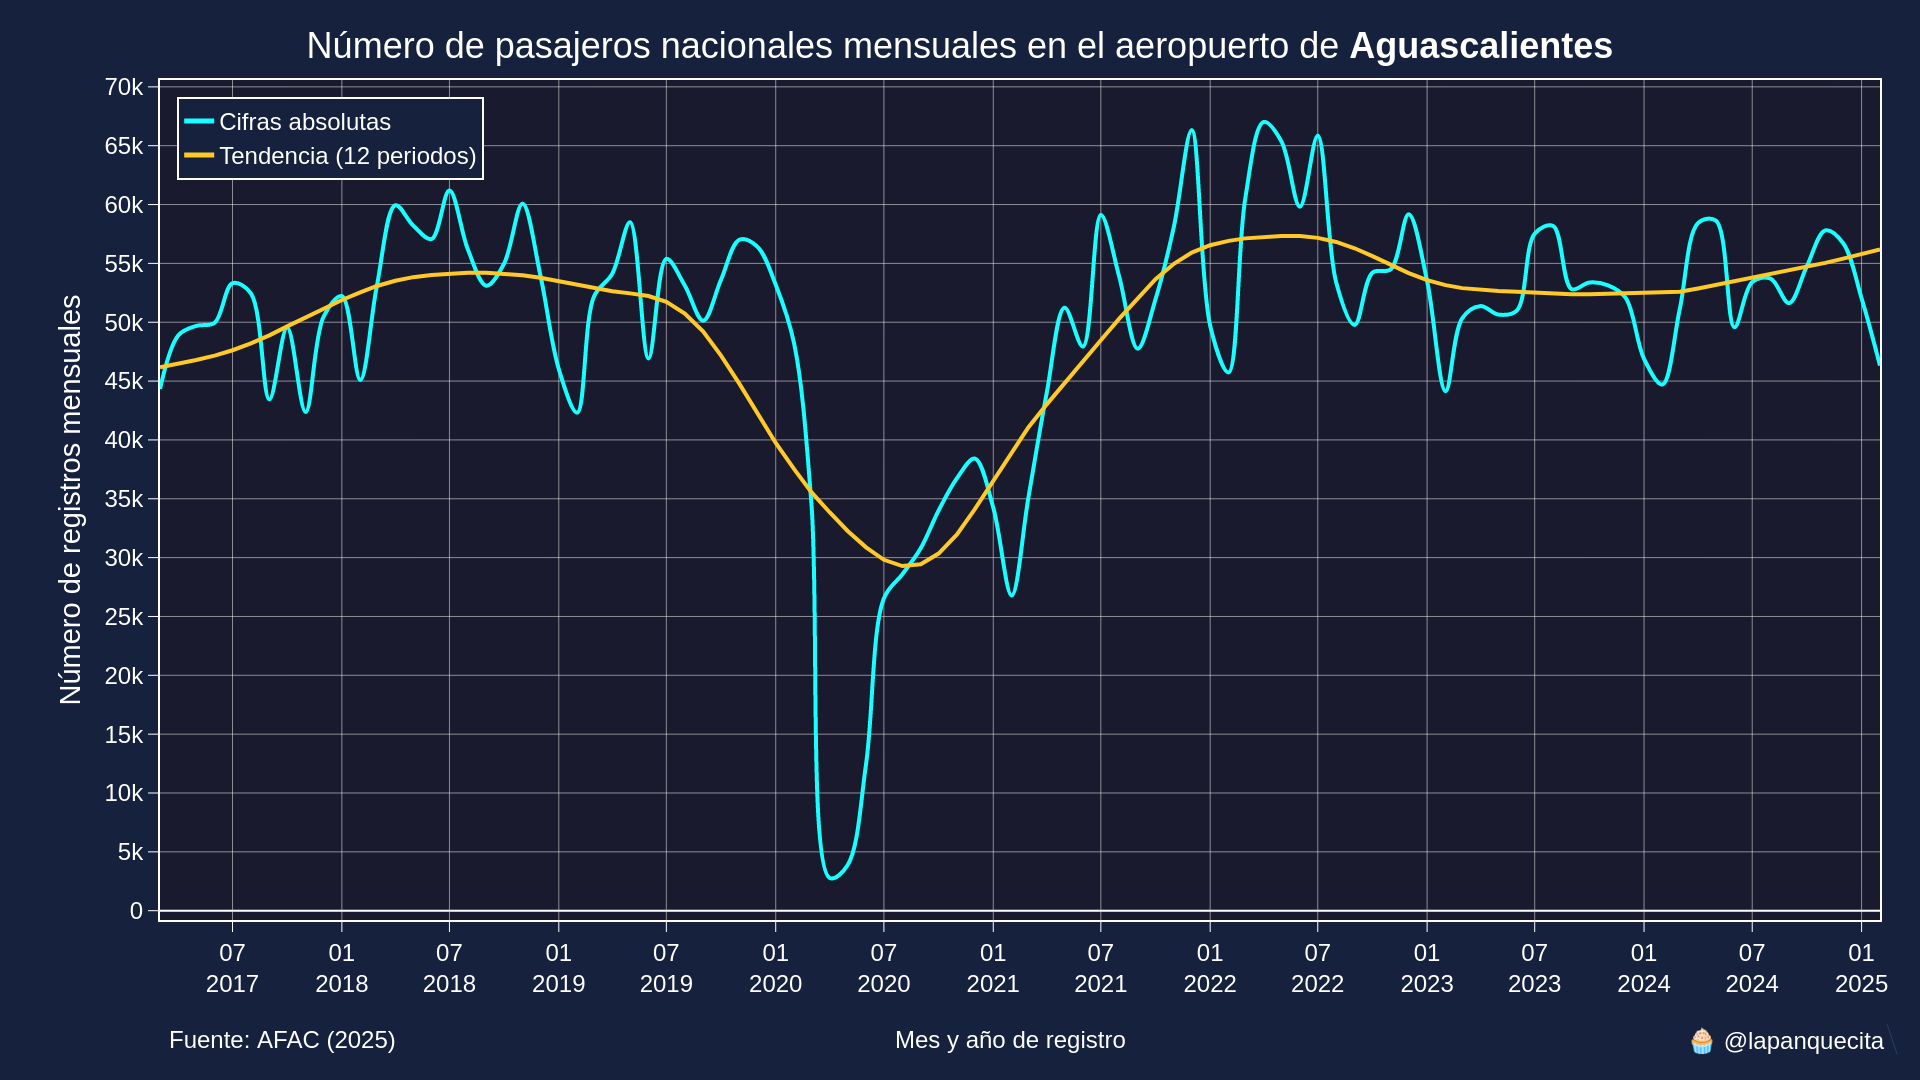 Número de pasajeros nacionales mensuales en el aeropuerto de Aguascalientes
Cifras absolutas
Tendencia (12 periodos)
Número de registros mensuales
70k
65k
60k
55k
50k
45k
40k
35k
30k
25k
20k
15k
10k
5k
0
07 01 07 01 07 01 07 01 07 01 07 01 07 01 07 01
2017 2018 2018 2019 2019 2020 2020 2021 2021 2022 2022 2023 2023 2024 2024 2025
Fuente: AFAC (2025) Mes y año de registro 🧁 @lapanquecita